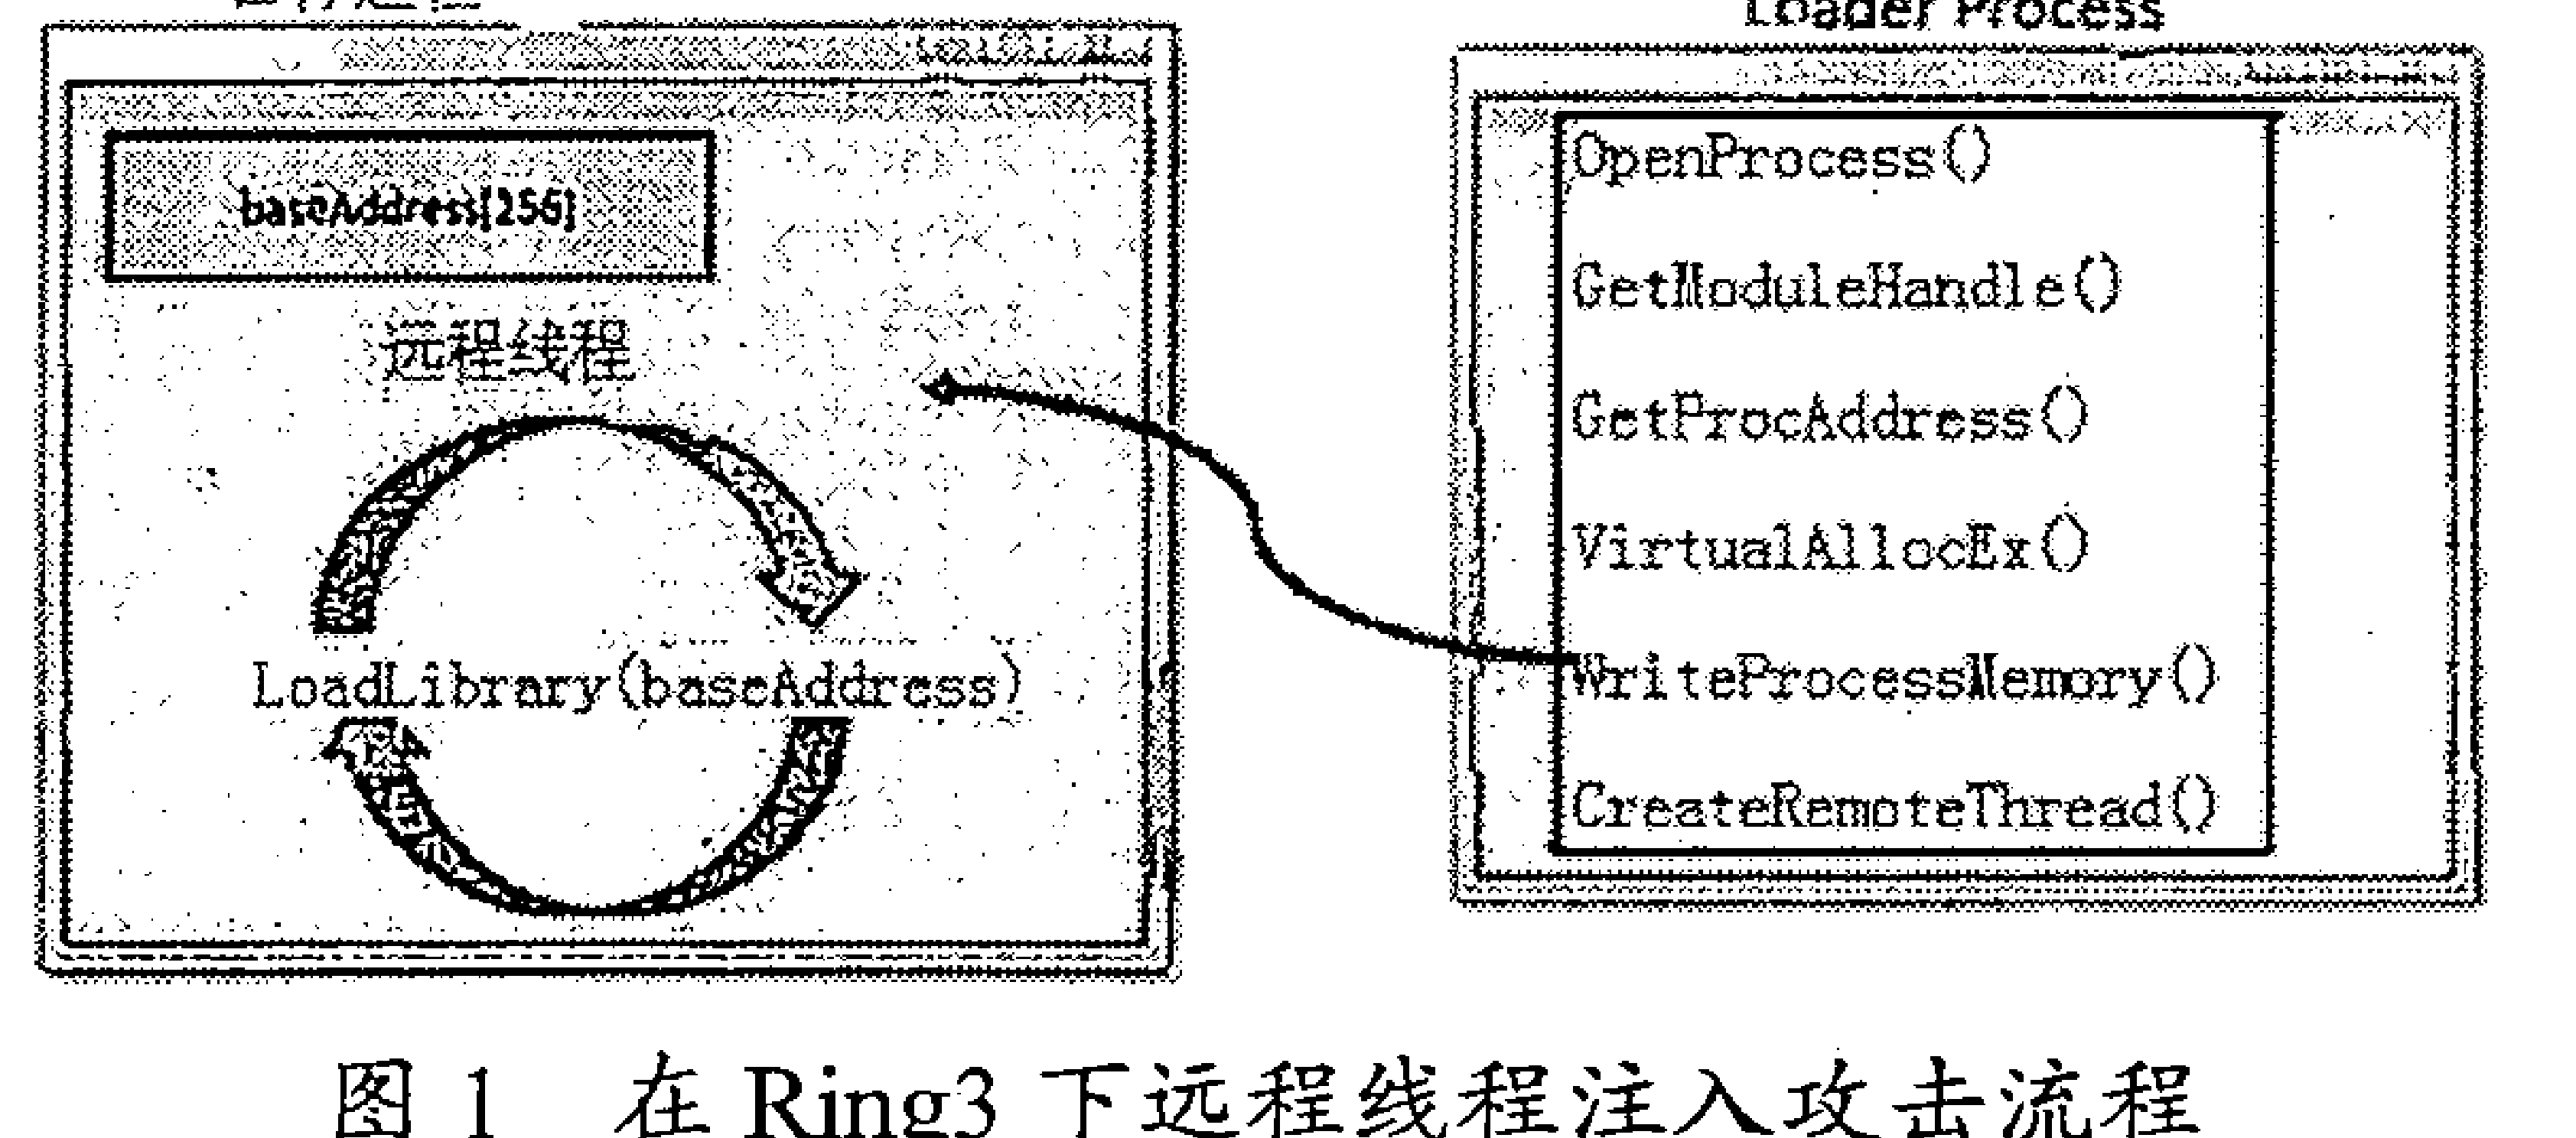 Loader Process
baseAddress[256]
远程线程
LoadLibrary(baseAddress)
OpenProcess()
GetModuleHandle()
GetProcAddress()
VirtualAllocEx()
WriteProcessMemory()
CreateRemoteThread()
图 1 在 Ring3 下远程线程注入攻击流程